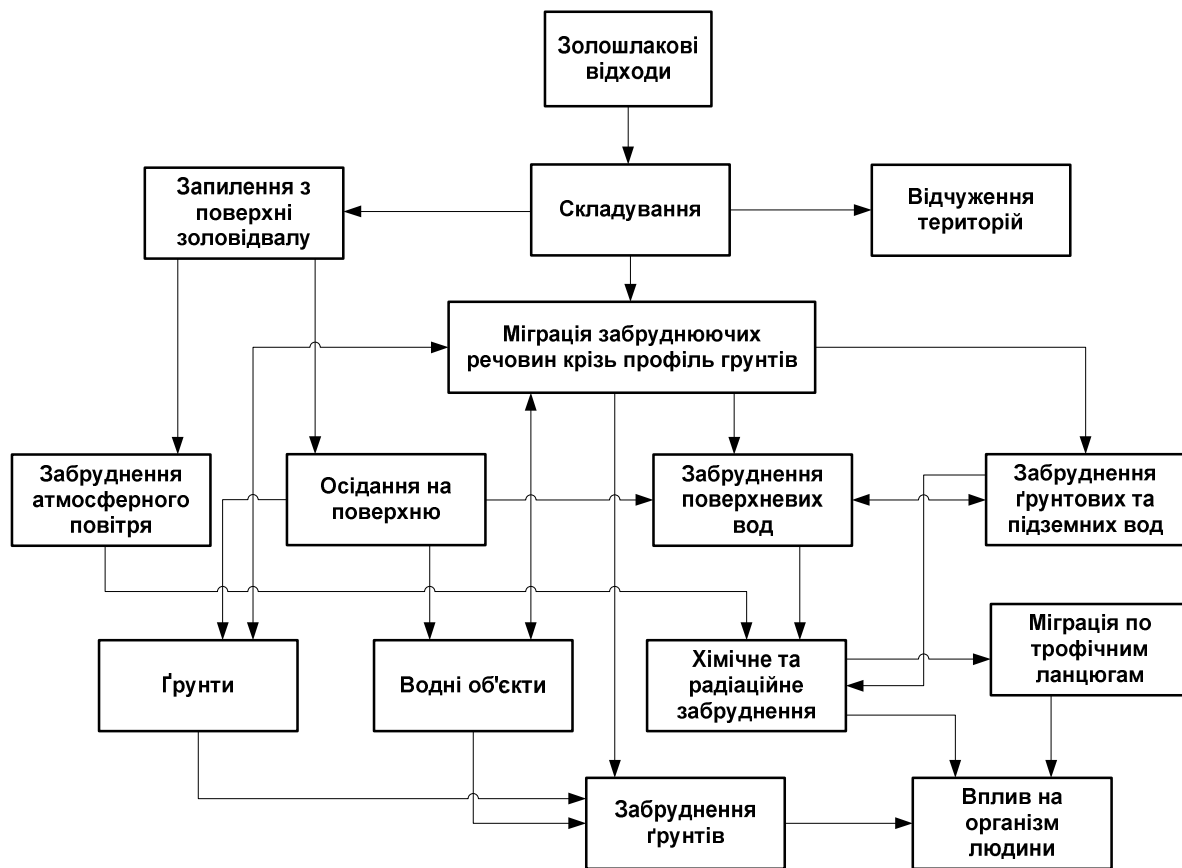 Золошлакові
відходи
Запилення з
поверхні
золовідвалу
Складування
Відчуження
територій
Міграція забруднюючих
речовин крізь профіль грунтів
Забруднення
атмосферного
повітря
Осідання на
поверхню
Забруднення
поверхневих
вод
Забруднення
ґрунтових та
підземних вод
Ґрунти
Водні об'єкти
Хімічне та
радіаційне
забруднення
Міграція по
трофічним
ланцюгам
Забруднення
ґрунтів
Вплив на
організм
людини